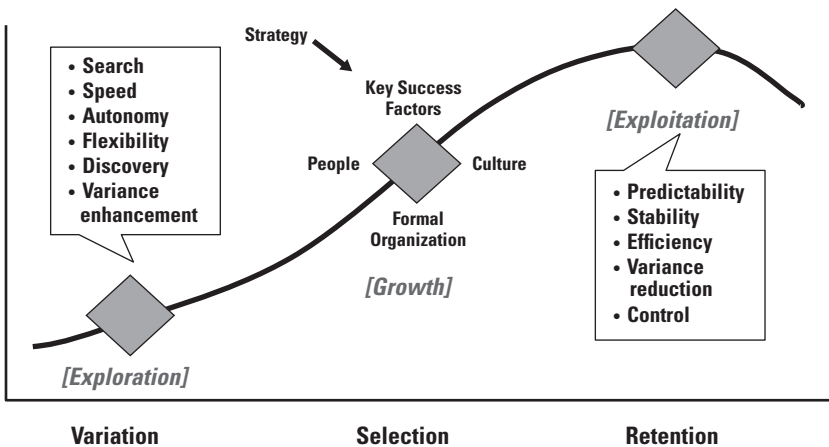 • Search
• Speed
• Autonomy
• Flexibility
• Discovery
• Variance
enhancement
[Exploration]
Strategy
Key Success
Factors
People
Culture
Formal
Organization
[Growth]
[Exploitation]
• Predictability
• Stability
• Efficiency
• Variance
reduction
• Control
Variation
Selection
Retention